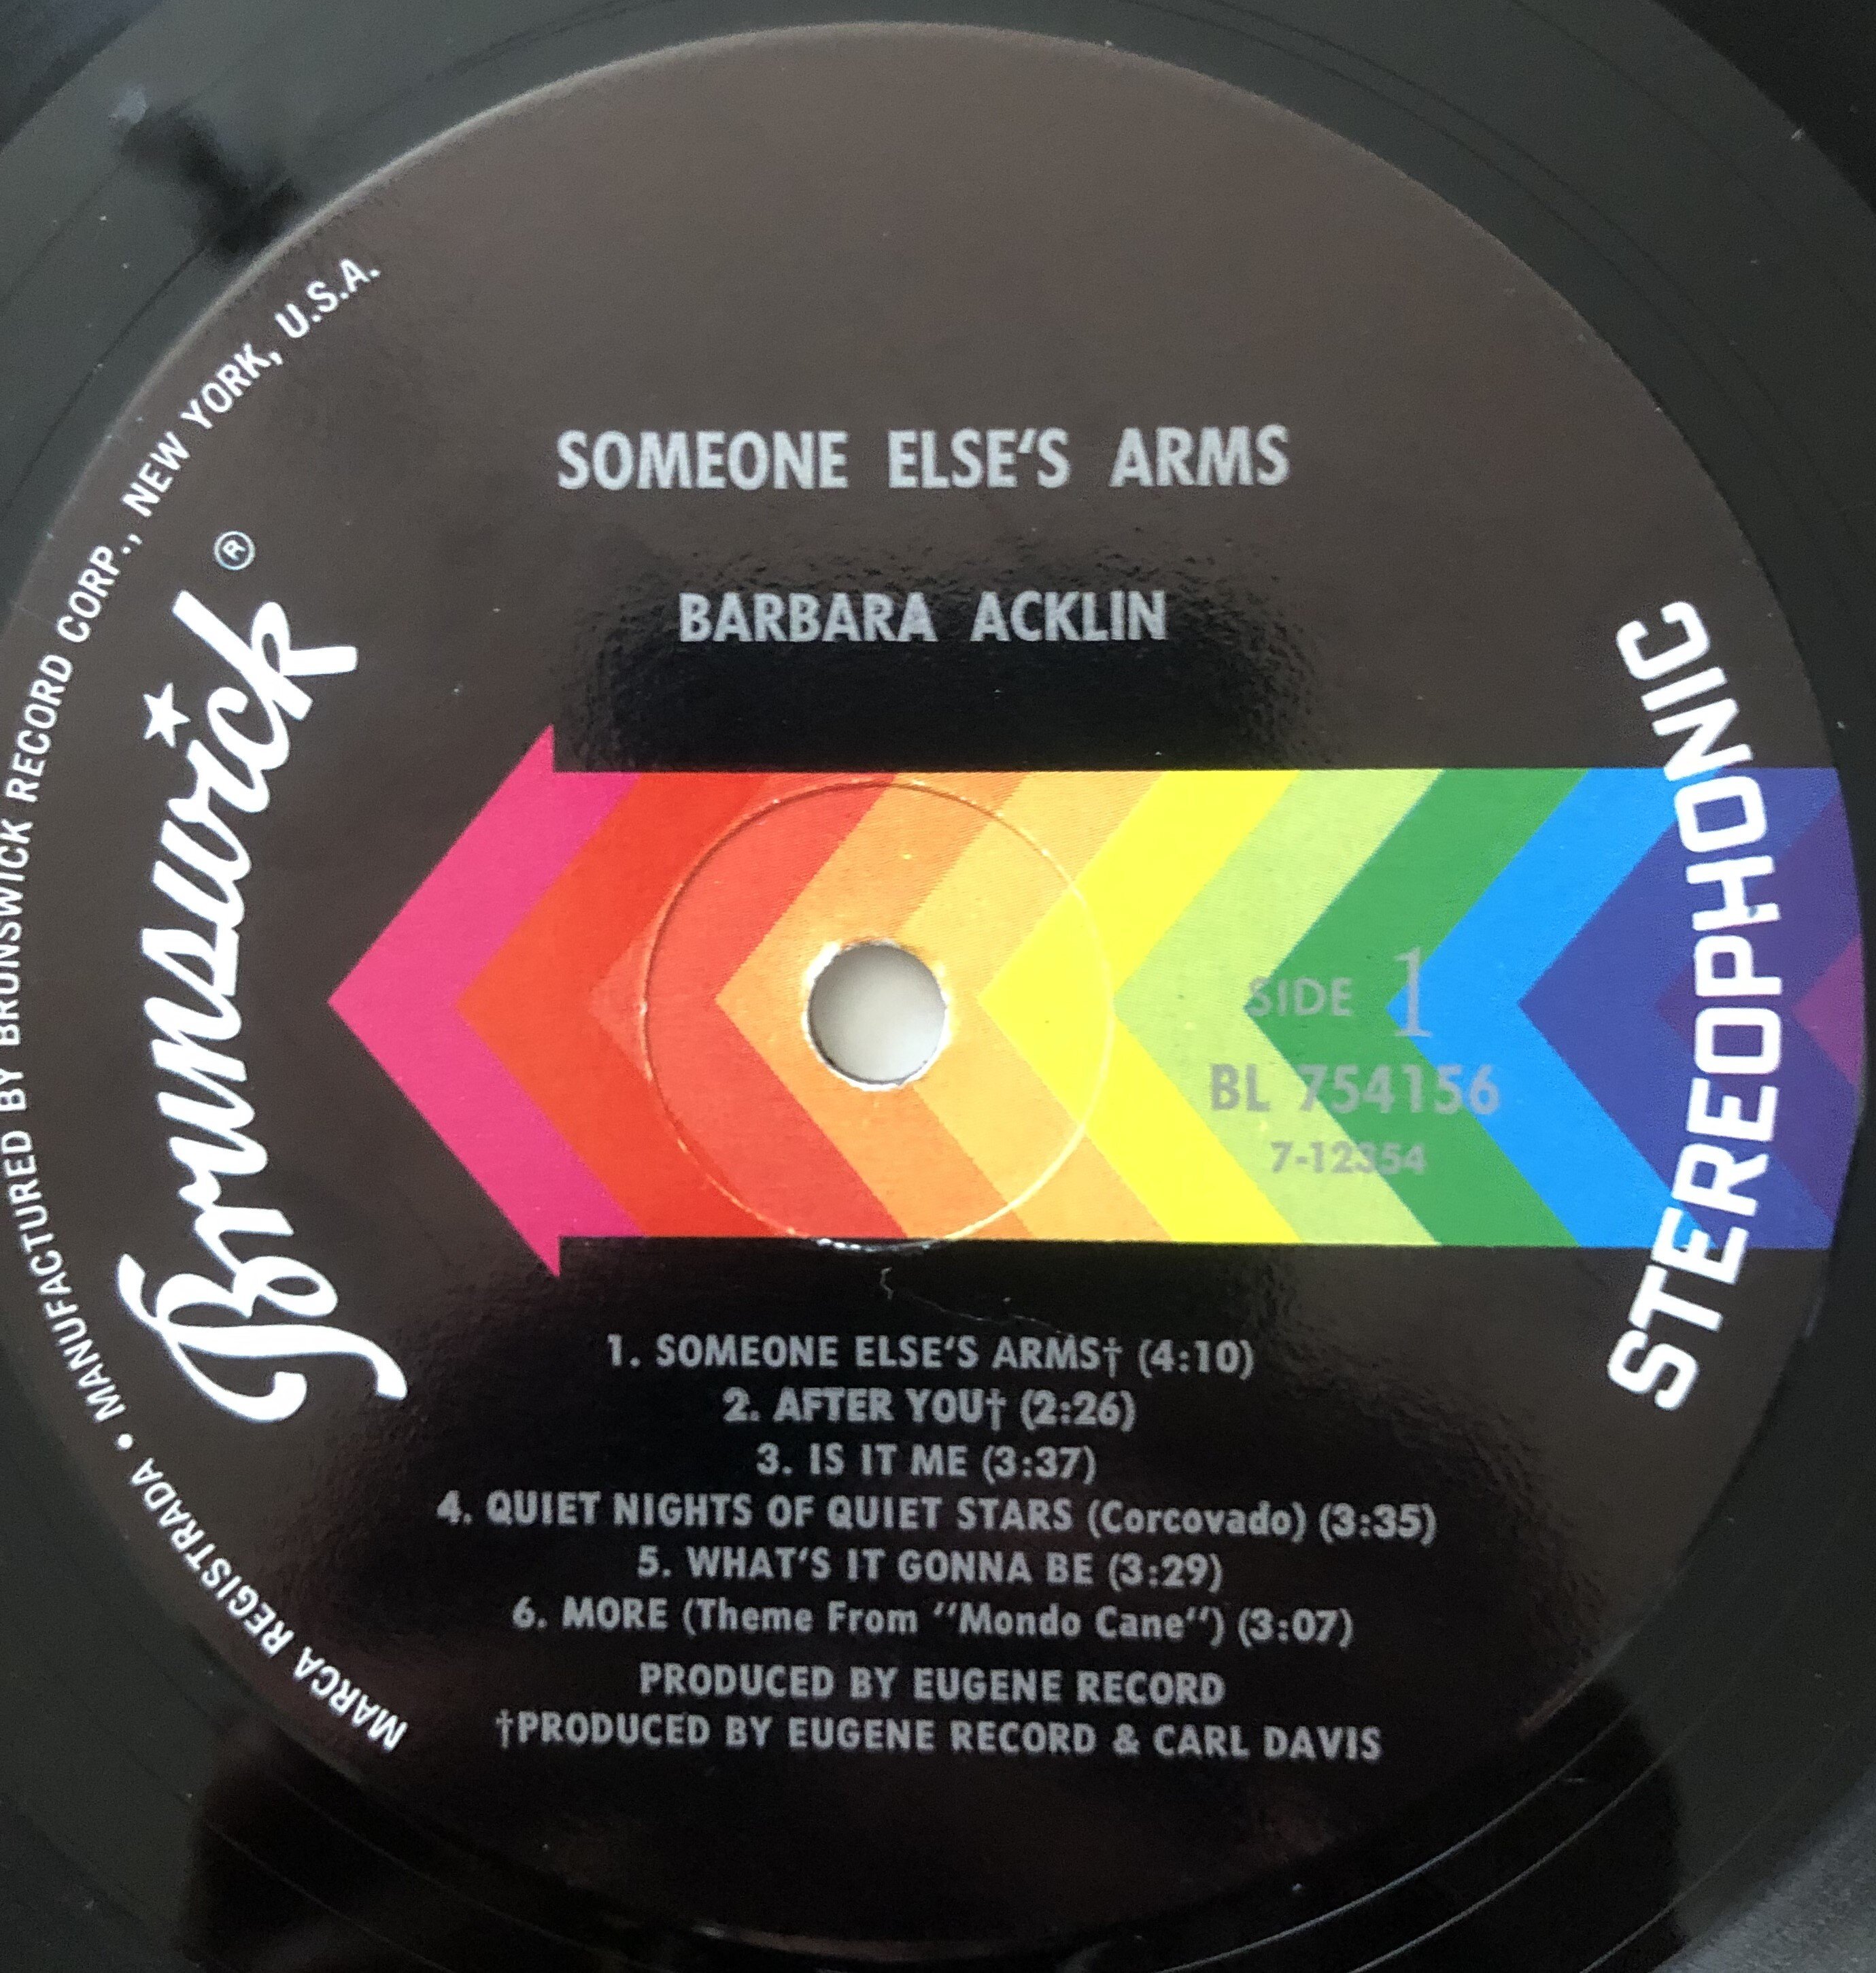 SOMEONE ELSE'S ARMS
BARBARA ACKLIN
Brunswick ®
STEREOPHONIC
SIDE 1
BL 754156
7-12354
1. SOMEONE ELSE'S ARMS† (4:10)
2. AFTER YOU† (2:26)
3. IS IT ME (3:37)
4. QUIET NIGHTS OF QUIET STARS (Corcovado) (3:35)
5. WHAT'S IT GONNA BE (3:29)
6. MORE (Theme From "Mondo Cane") (3:07)
PRODUCED BY EUGENE RECORD
†PRODUCED BY EUGENE RECORD & CARL DAVIS
MARCA REGISTRADA • MANUFACTURED BY BRUNSWICK RECORD CORP., NEW YORK, U.S.A.